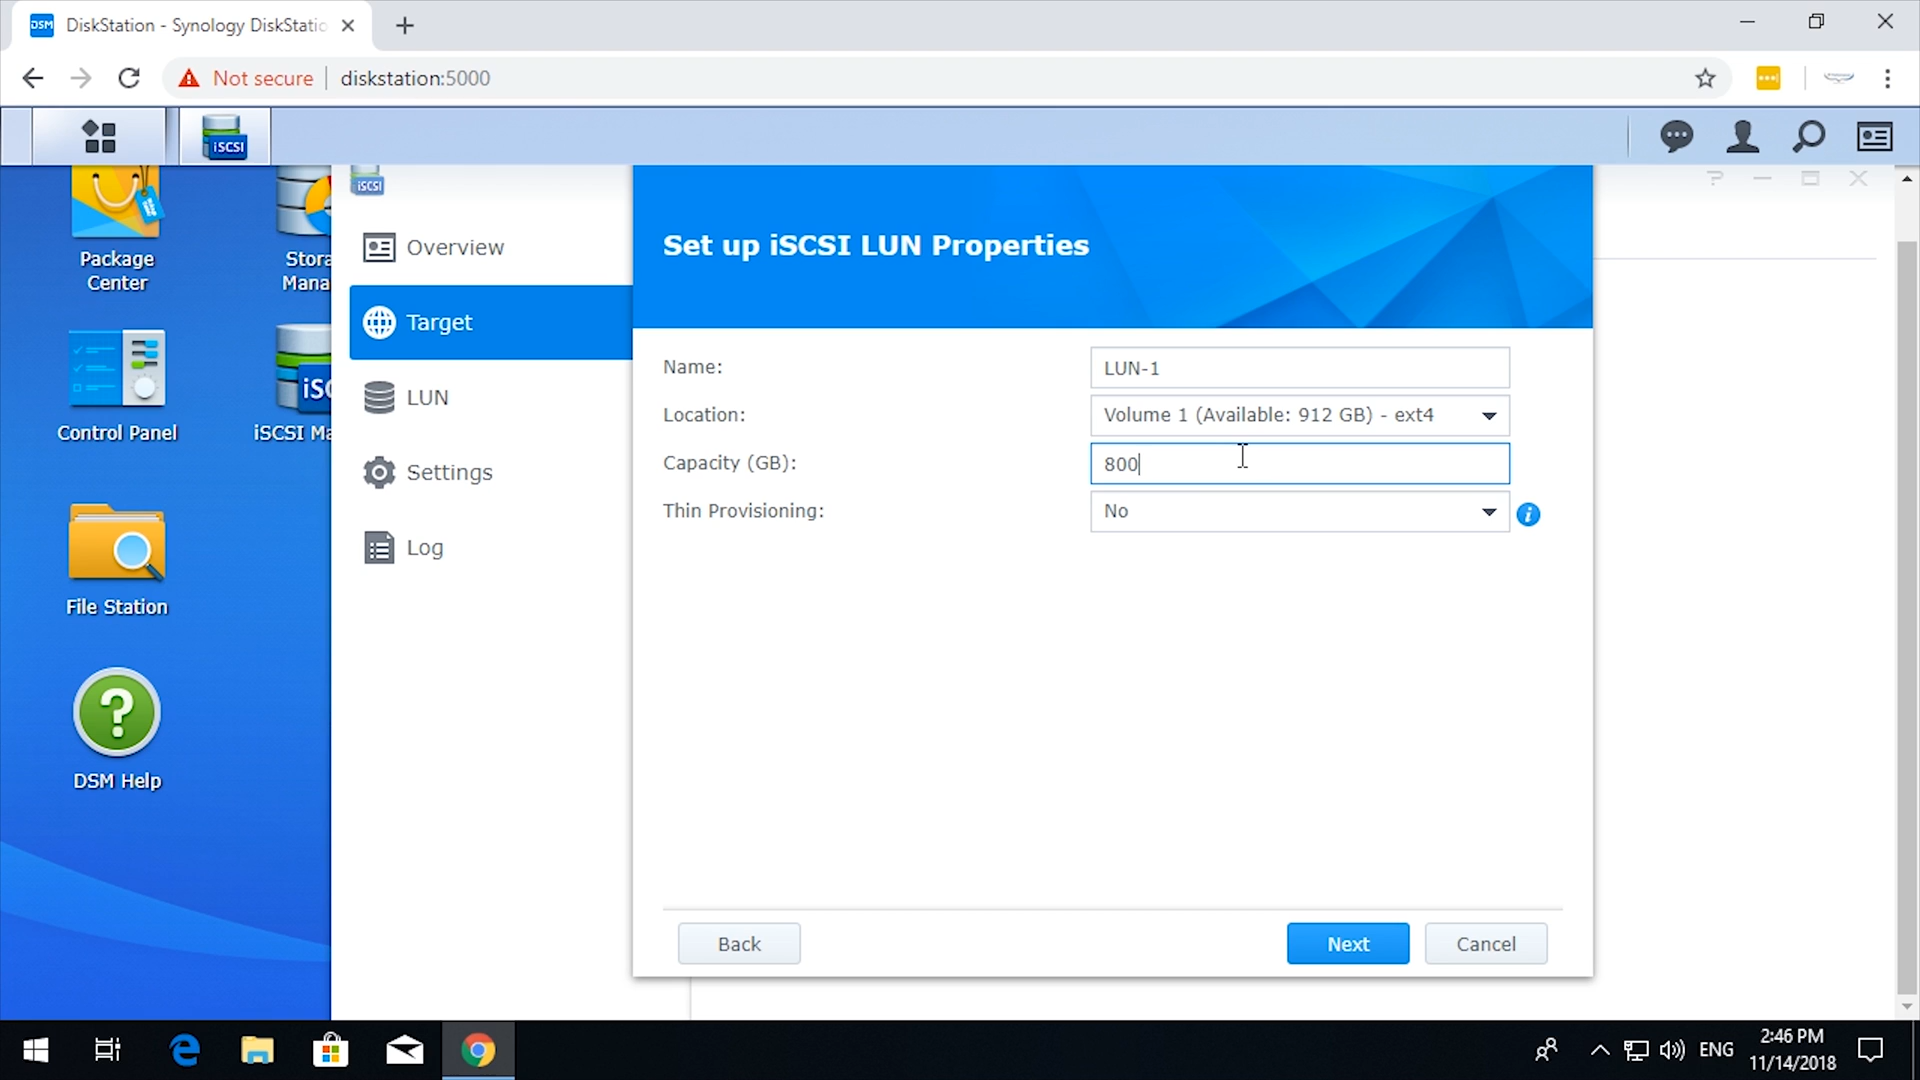 DSM
DiskStation - Synology DiskStatio
Not secure
diskstation:5000
iSCSI
iSCSI
Package
Center
Stora
Mana
Control Panel
iSC
iSCSI Ma
File Station
DSM Help
Overview
Target
LUN
Settings
Log
Set up iSCSI LUN Properties
Name:
LUN-1
Location:
Volume 1 (Available: 912 GB) - ext4
Capacity (GB):
800
Thin Provisioning:
No
Back
Next
Cancel
ENG
2:46 PM
11/14/2018